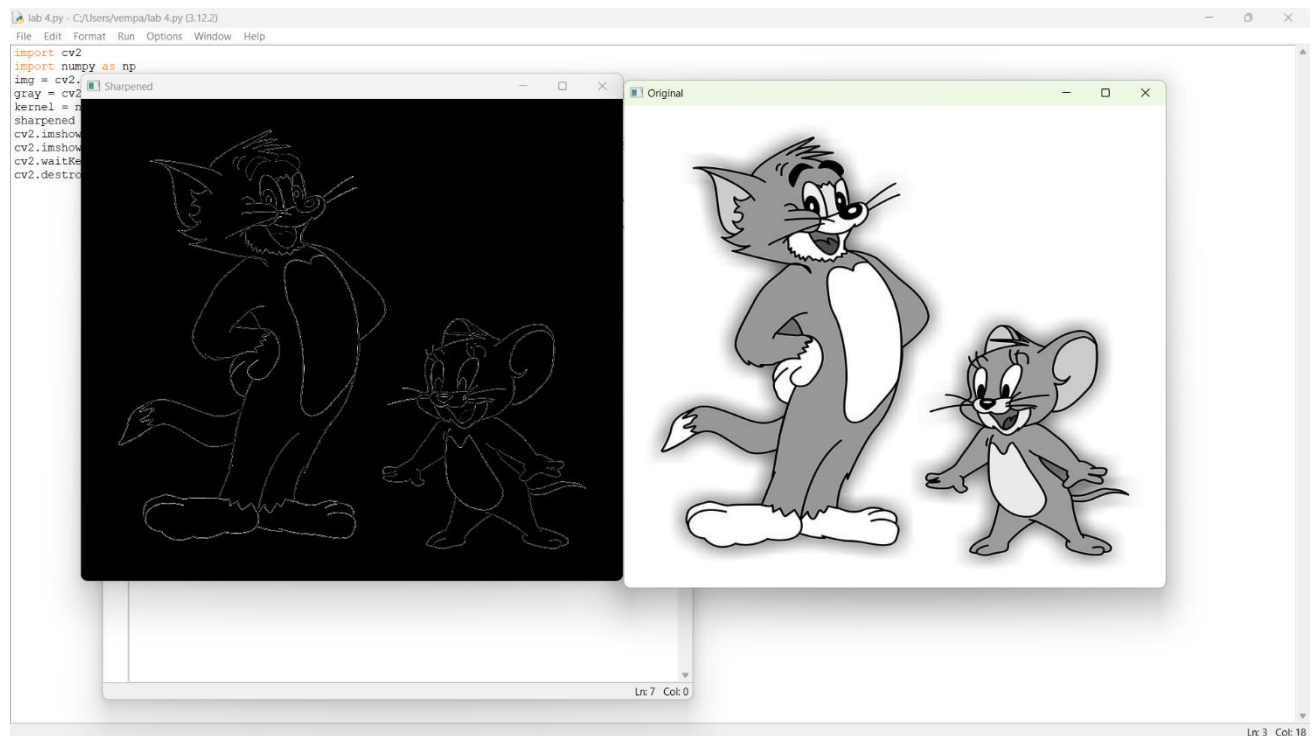 lab 4.py - C:/Users/vempa/lab 4.py (3.12.2)
File Edit Format Run Options Window Help
import cv2
import numpy as np
img = cv2.
gray = cv2
kernel = n
sharpened
cv2.imshow
cv2.imshow
cv2.waitKe
cv2.destro
Sharpened
Original
Ln: 7 Col: 0
Ln: 3 Col: 18